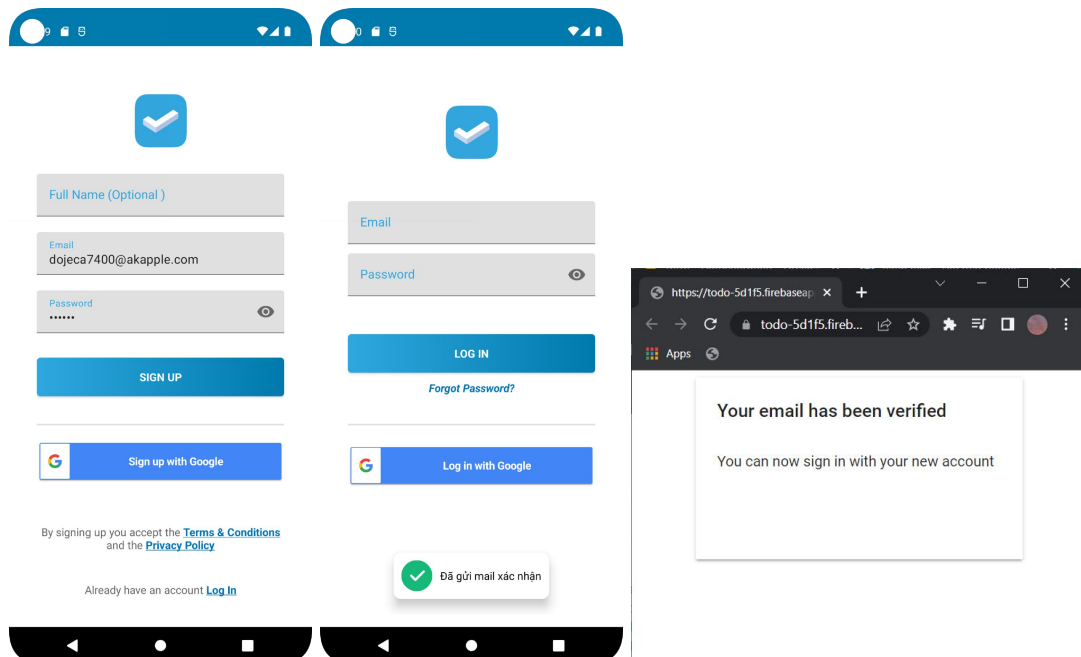 9
Full Name (Optional )
Email
dojeca7400@akapple.com
Password
••••••
SIGN UP
G
Sign up with Google
By signing up you accept the Terms & Conditions
and the Privacy Policy
Already have an account Log In
0
Email
Password
LOG IN
Forgot Password?
G
Log in with Google
Đã gửi mail xác nhận
https://todo-5d1f5.firebaseap
todo-5d1f5.fireb...
Apps
Your email has been verified
You can now sign in with your new account